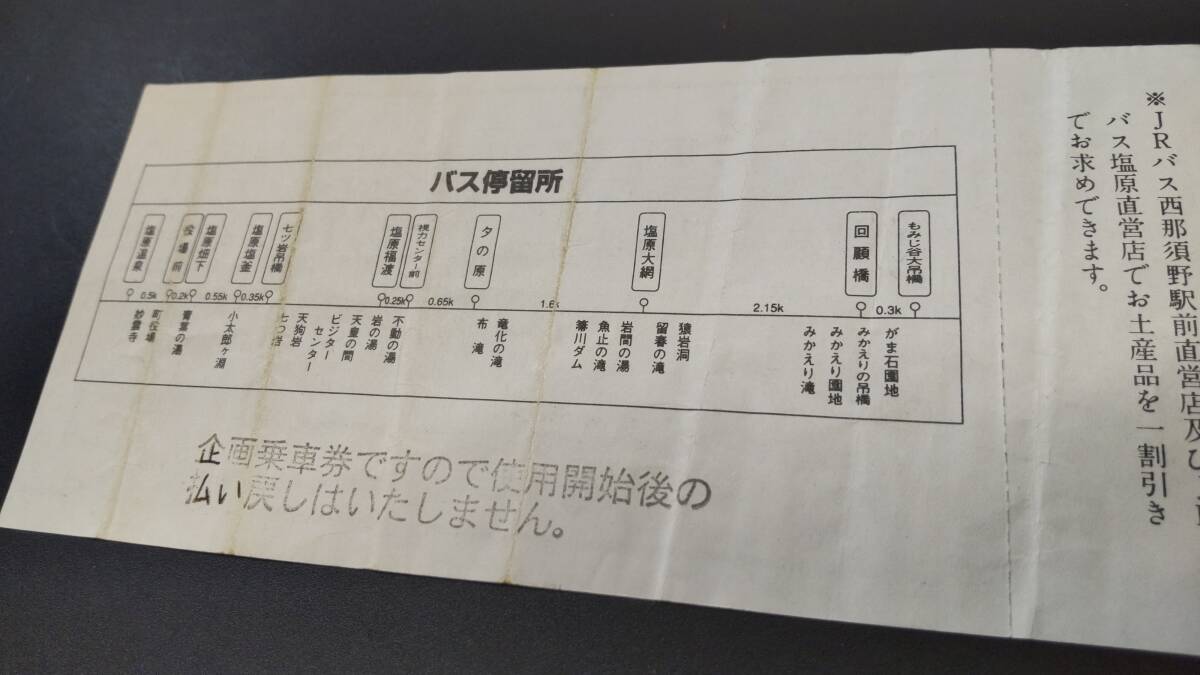 バス停留所
塩原温泉
役場前
塩原畑下
塩原塩釜
七ツ岩吊橋
塩原福渡
視力センター前
夕の原
塩原大網
回顧橋
もみじ谷大吊橋
0.5k
0.2k
0.55k
0.35k
0.25k
0.65k
1.6k
2.15k
0.3k
妙雲寺
町役場
青葉の湯
小太郎ヶ淵
七つ岩
天狗岩
ビジター
センター
天皇の間
岩の湯
不動の湯
布滝
竜化の滝
箒川ダム
魚止の滝
岩間の湯
留春の滝
猿岩洞
みかえり滝
みかえり園地
みかえりの吊橋
がま石園地
企画乗車券ですので使用開始後の
払い戻しはいたしません。
※JRバス西那須野駅前直営店及び
バス塩原直営店でお土産品を一割引き
でお求めできます。